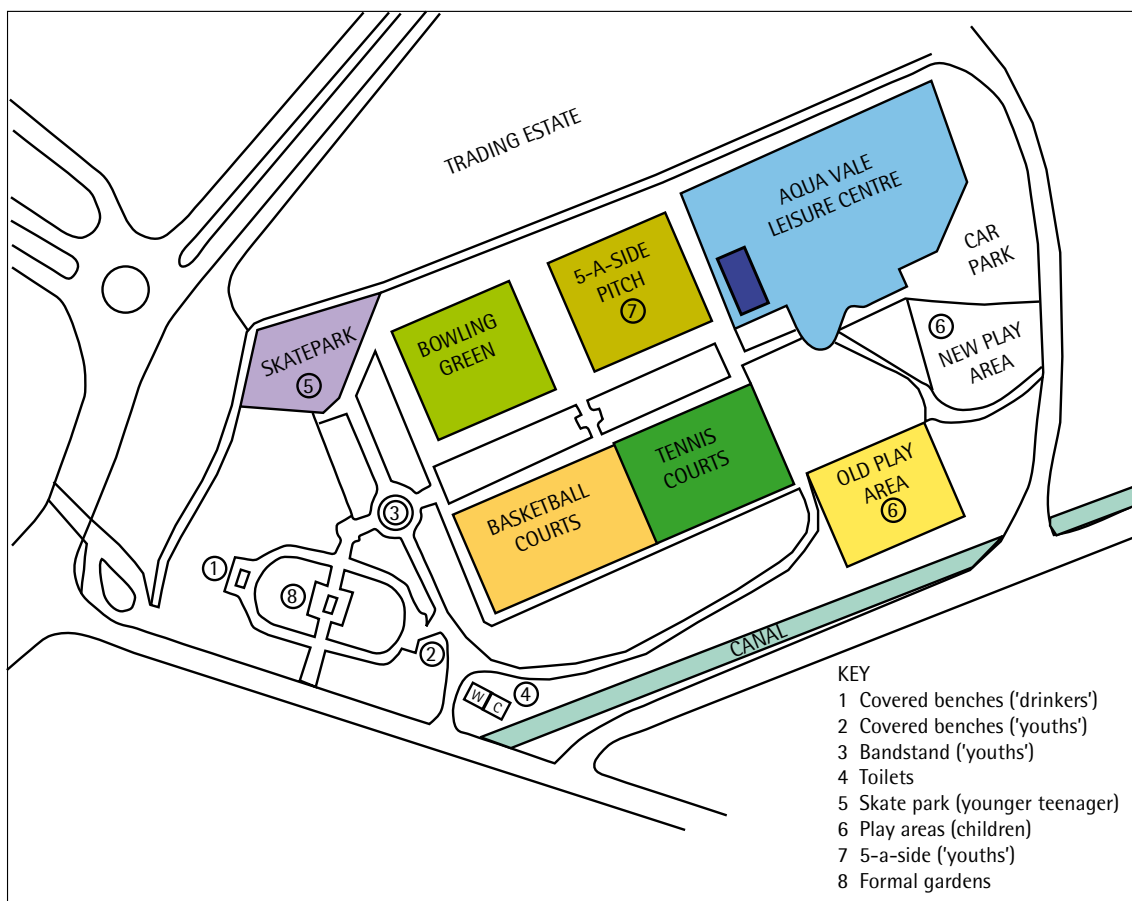 TRADING ESTATE
AQUA VALE
LEISURE CENTRE
CAR
PARK
5-A-SIDE
PITCH
7
6
NEW PLAY
AREA
BOWLING
GREEN
SKATEPARK
5
TENNIS
COURTS
OLD PLAY
AREA
6
BASKETBALL
COURTS
3
1
8
2
4
W C
CANAL
KEY
1 Covered benches ('drinkers')
2 Covered benches ('youths')
3 Bandstand ('youths')
4 Toilets
5 Skate park (younger teenager)
6 Play areas (children)
7 5-a-side ('youths')
8 Formal gardens